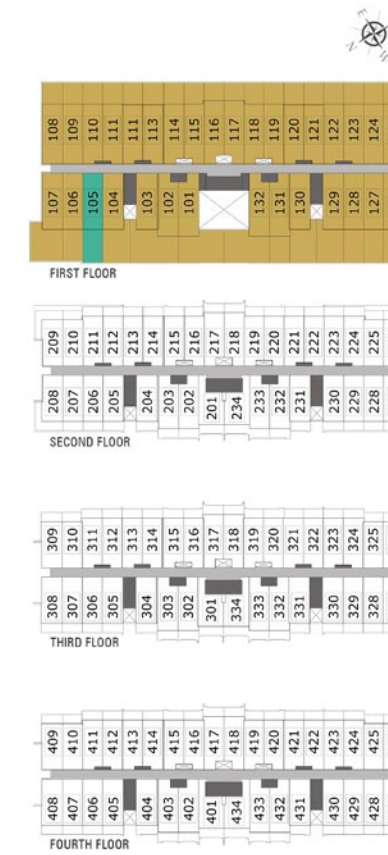 E
N
W
108 109 110 111 111 113 114 115 116 117 118 119 120 121 122 123 124
107 106 105 104 103 102 101 132 131 130 129 128 127
FIRST FLOOR
209 210 211 212 213 214 215 216 217 218 219 220 221 222 223 224 225
208 207 206 205 204 203 202 201 234 233 232 231 230 229 228
SECOND FLOOR
309 310 311 312 313 314 315 316 317 318 319 320 321 322 323 324 325
308 307 306 305 304 303 302 301 334 333 332 331 330 329 328
THIRD FLOOR
409 410 411 412 413 414 415 416 417 418 419 420 421 422 423 424 425
408 407 406 405 404 403 402 401 434 433 432 431 430 429 428
FOURTH FLOOR